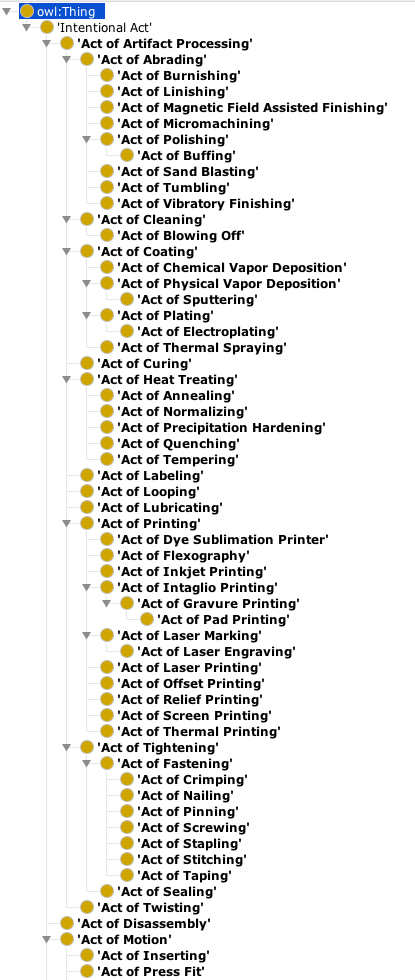 owl:Thing
'Intentional Act'
'Act of Artifact Processing'
'Act of Abrading'
'Act of Burnishing'
'Act of Linishing'
'Act of Magnetic Field Assisted Finishing'
'Act of Micromachining'
'Act of Polishing'
'Act of Buffing'
'Act of Sand Blasting'
'Act of Tumbling'
'Act of Vibratory Finishing'
'Act of Cleaning'
'Act of Blowing Off'
'Act of Coating'
'Act of Chemical Vapor Deposition'
'Act of Physical Vapor Deposition'
'Act of Sputtering'
'Act of Plating'
'Act of Electroplating'
'Act of Thermal Spraying'
'Act of Curing'
'Act of Heat Treating'
'Act of Annealing'
'Act of Normalizing'
'Act of Precipitation Hardening'
'Act of Quenching'
'Act of Tempering'
'Act of Labeling'
'Act of Looping'
'Act of Lubricating'
'Act of Printing'
'Act of Dye Sublimation Printer'
'Act of Flexography'
'Act of Inkjet Printing'
'Act of Intaglio Printing'
'Act of Gravure Printing'
'Act of Pad Printing'
'Act of Laser Marking'
'Act of Laser Engraving'
'Act of Laser Printing'
'Act of Offset Printing'
'Act of Relief Printing'
'Act of Screen Printing'
'Act of Thermal Printing'
'Act of Tightening'
'Act of Fastening'
'Act of Crimping'
'Act of Nailing'
'Act of Pinning'
'Act of Screwing'
'Act of Stapling'
'Act of Stitching'
'Act of Taping'
'Act of Sealing'
'Act of Twisting'
'Act of Disassembly'
'Act of Motion'
'Act of Inserting'
'Act of Press Fit'